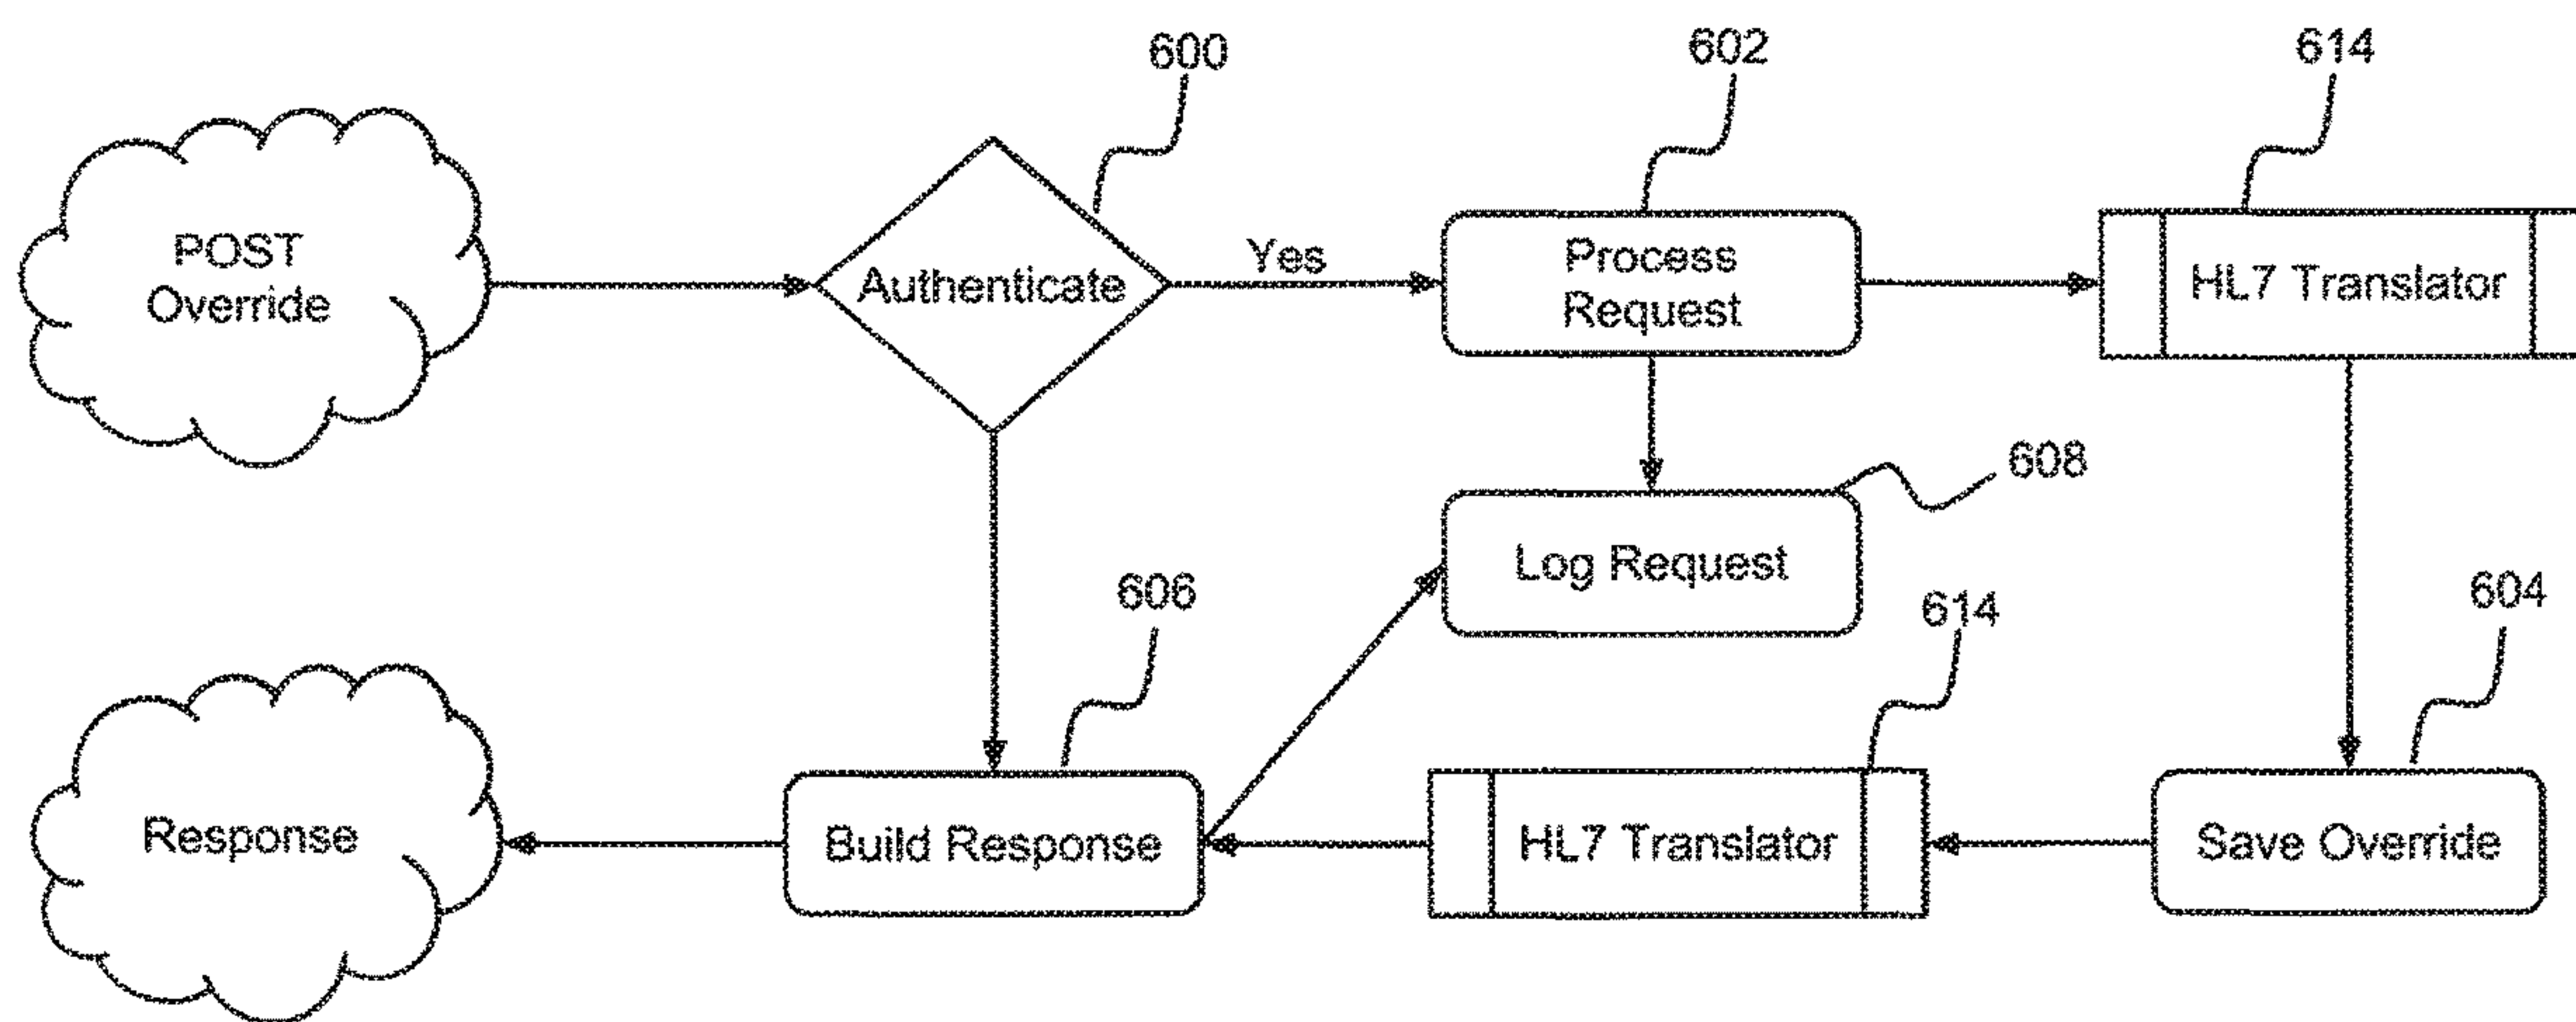 600
602
614
POST
Override
Authenticate
Yes
Process
Request
HL7 Translator
608
Log Request
606
614
604
Response
Build Response
HL7 Translator
Save Override